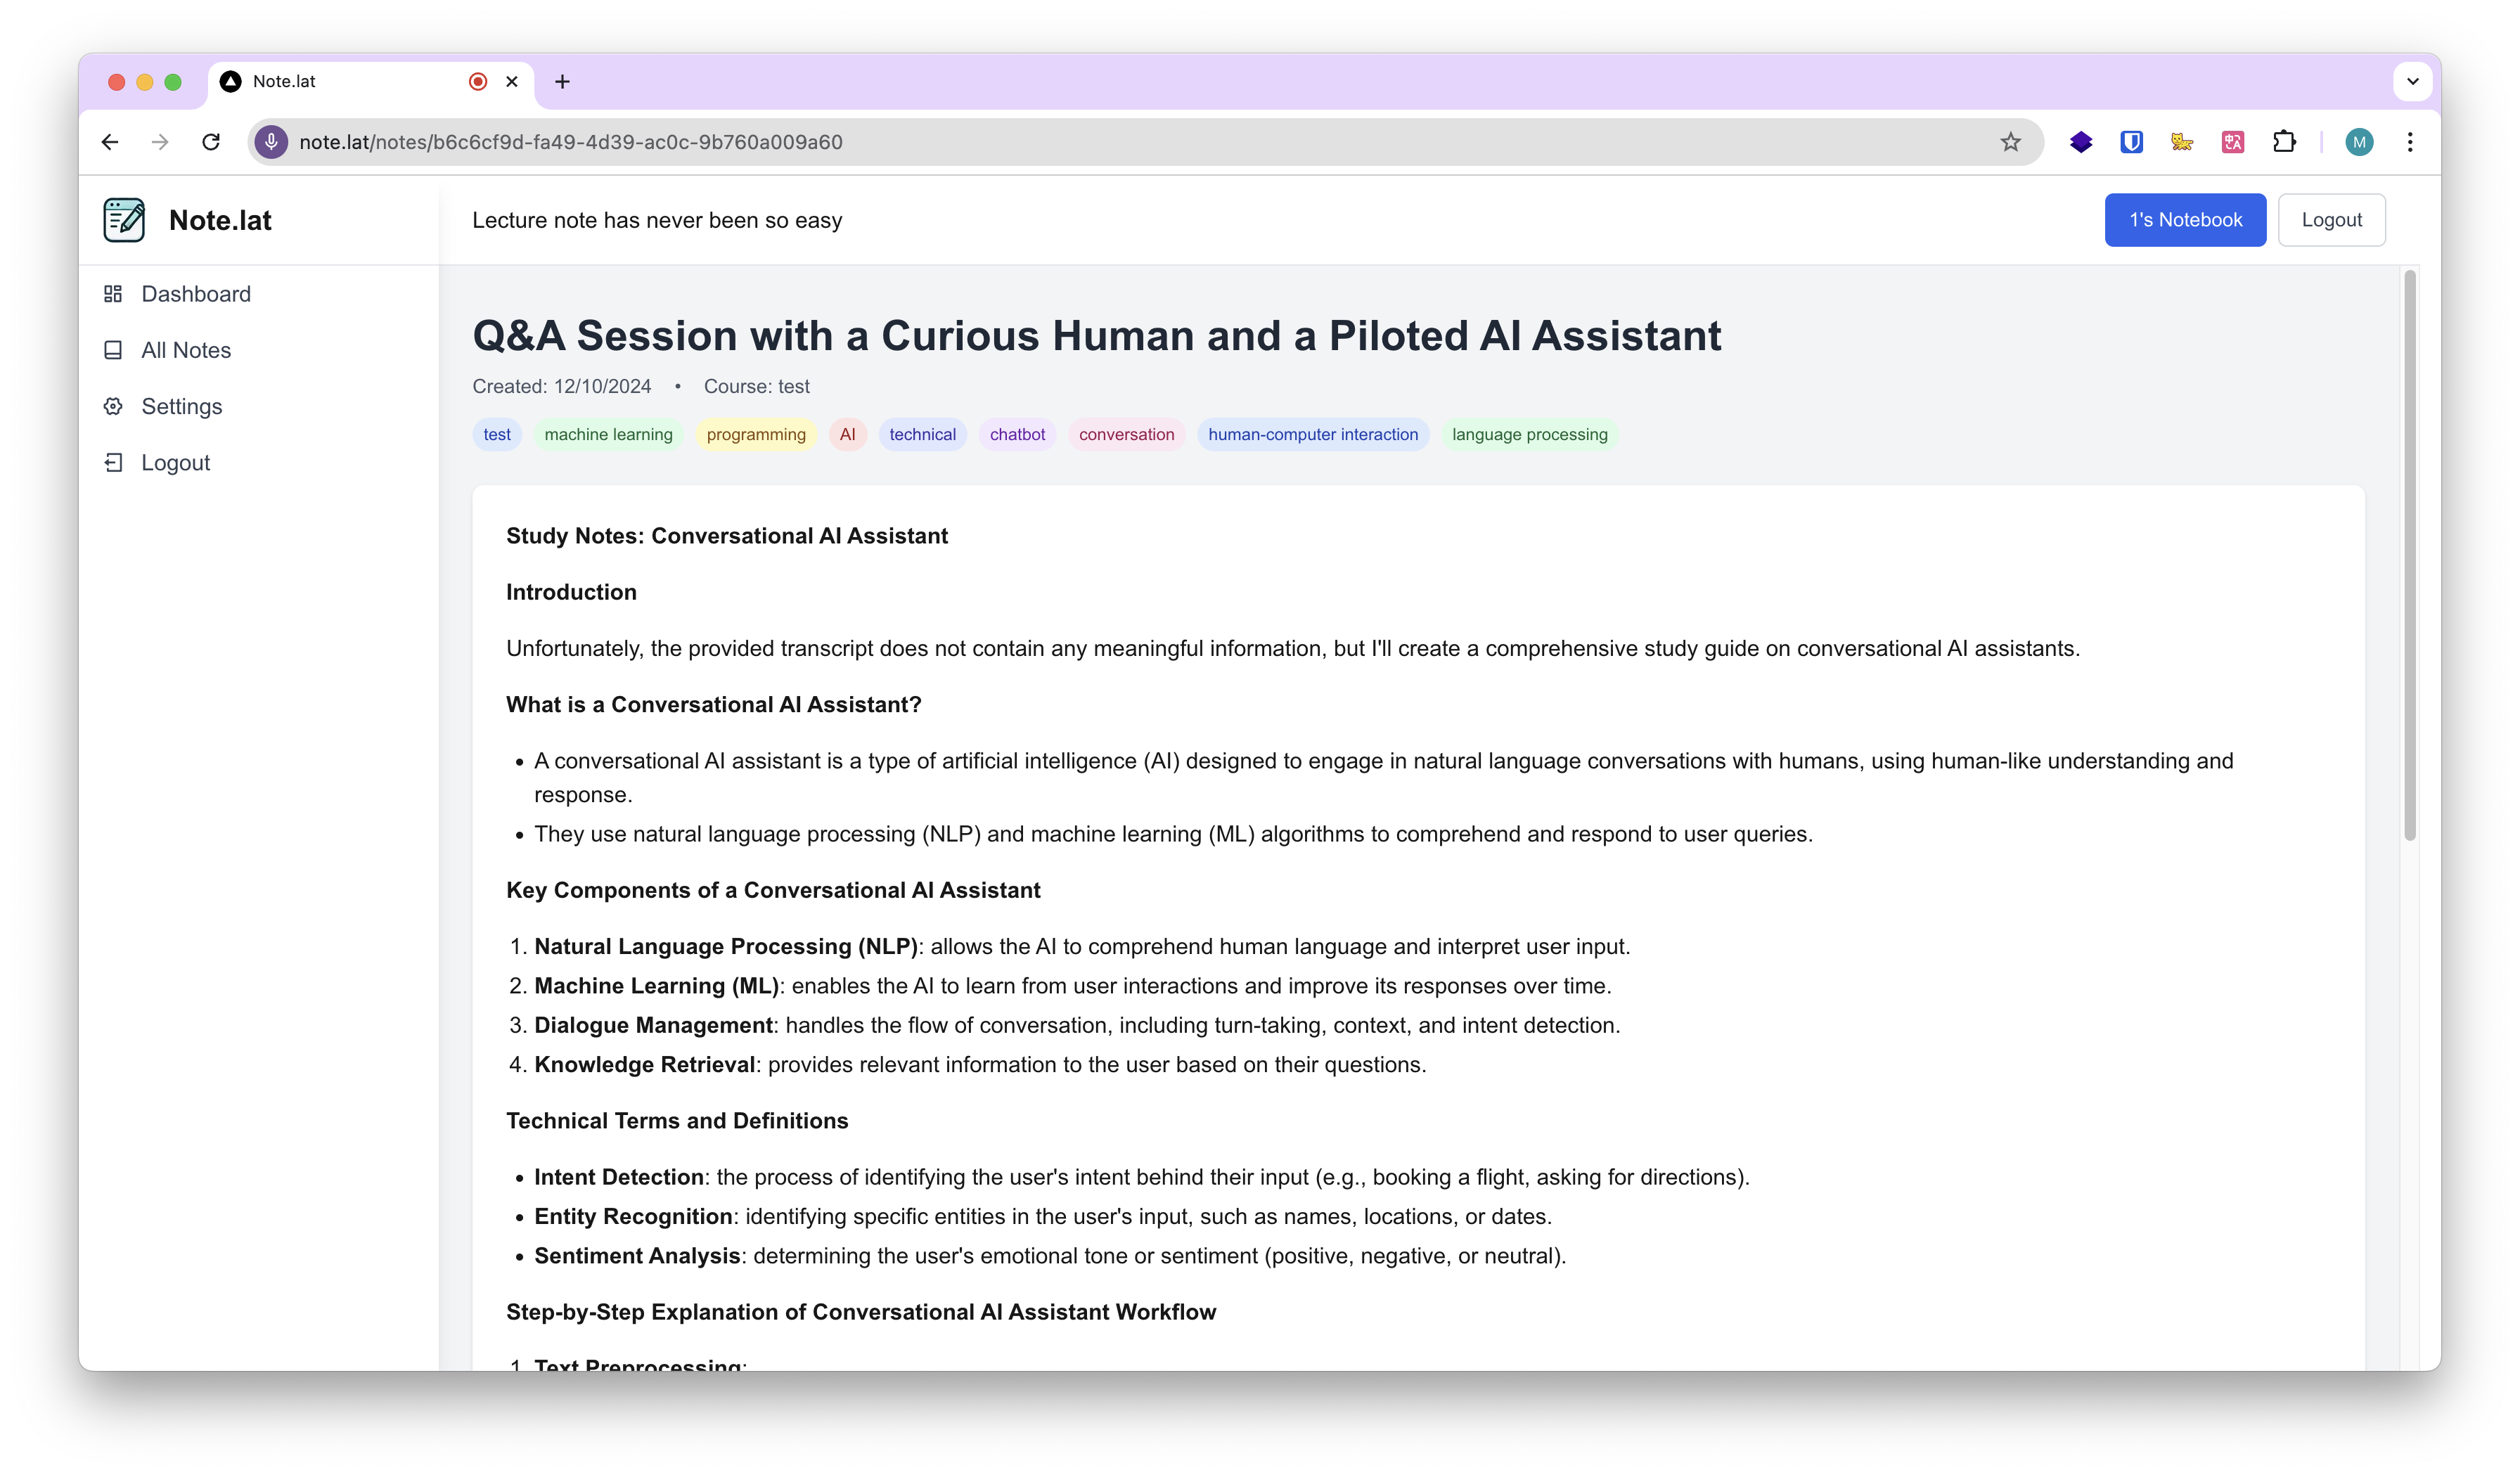 Note.lat
note.lat/notes/b6c6cf9d-fa49-4d39-ac0c-9b760a009a60
M
Note.lat
Lecture note has never been so easy
1's Notebook
Logout
Dashboard
All Notes
Settings
Logout
Q&A Session with a Curious Human and a Piloted AI Assistant
Created: 12/10/2024 • Course: test
test machine learning programming AI technical chatbot conversation human-computer interaction language processing
Study Notes: Conversational AI Assistant
Introduction
Unfortunately, the provided transcript does not contain any meaningful information, but I'll create a comprehensive study guide on conversational AI assistants.
What is a Conversational AI Assistant?
• A conversational AI assistant is a type of artificial intelligence (AI) designed to engage in natural language conversations with humans, using human-like understanding and
response.
• They use natural language processing (NLP) and machine learning (ML) algorithms to comprehend and respond to user queries.
Key Components of a Conversational AI Assistant
1. Natural Language Processing (NLP): allows the AI to comprehend human language and interpret user input.
2. Machine Learning (ML): enables the AI to learn from user interactions and improve its responses over time.
3. Dialogue Management: handles the flow of conversation, including turn-taking, context, and intent detection.
4. Knowledge Retrieval: provides relevant information to the user based on their questions.
Technical Terms and Definitions
• Intent Detection: the process of identifying the user's intent behind their input (e.g., booking a flight, asking for directions).
• Entity Recognition: identifying specific entities in the user's input, such as names, locations, or dates.
• Sentiment Analysis: determining the user's emotional tone or sentiment (positive, negative, or neutral).
Step-by-Step Explanation of Conversational AI Assistant Workflow
1. Text Preprocessing: